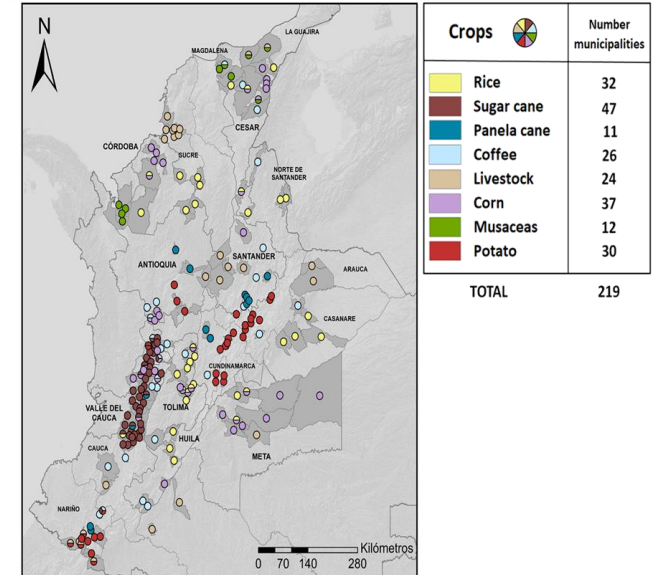 N
LA GUAJIRA
MAGDALENA
CESAR
CÓRDOBA
SUCRE
NORTE DE
SANTANDER
ANTIOQUIA
SANTANDER
ARAUCA
CASANARE
CUNDINAMARCA
VALLE DEL
CAUCA
TOLIMA
HUILA
CAUCA
META
NARIÑO
Kilómetros
0 70 140 280
Crops
Number
municipalities
Rice 32
Sugar cane 47
Panela cane 11
Coffee 26
Livestock 24
Corn 37
Musaceas 12
Potato 30
TOTAL 219